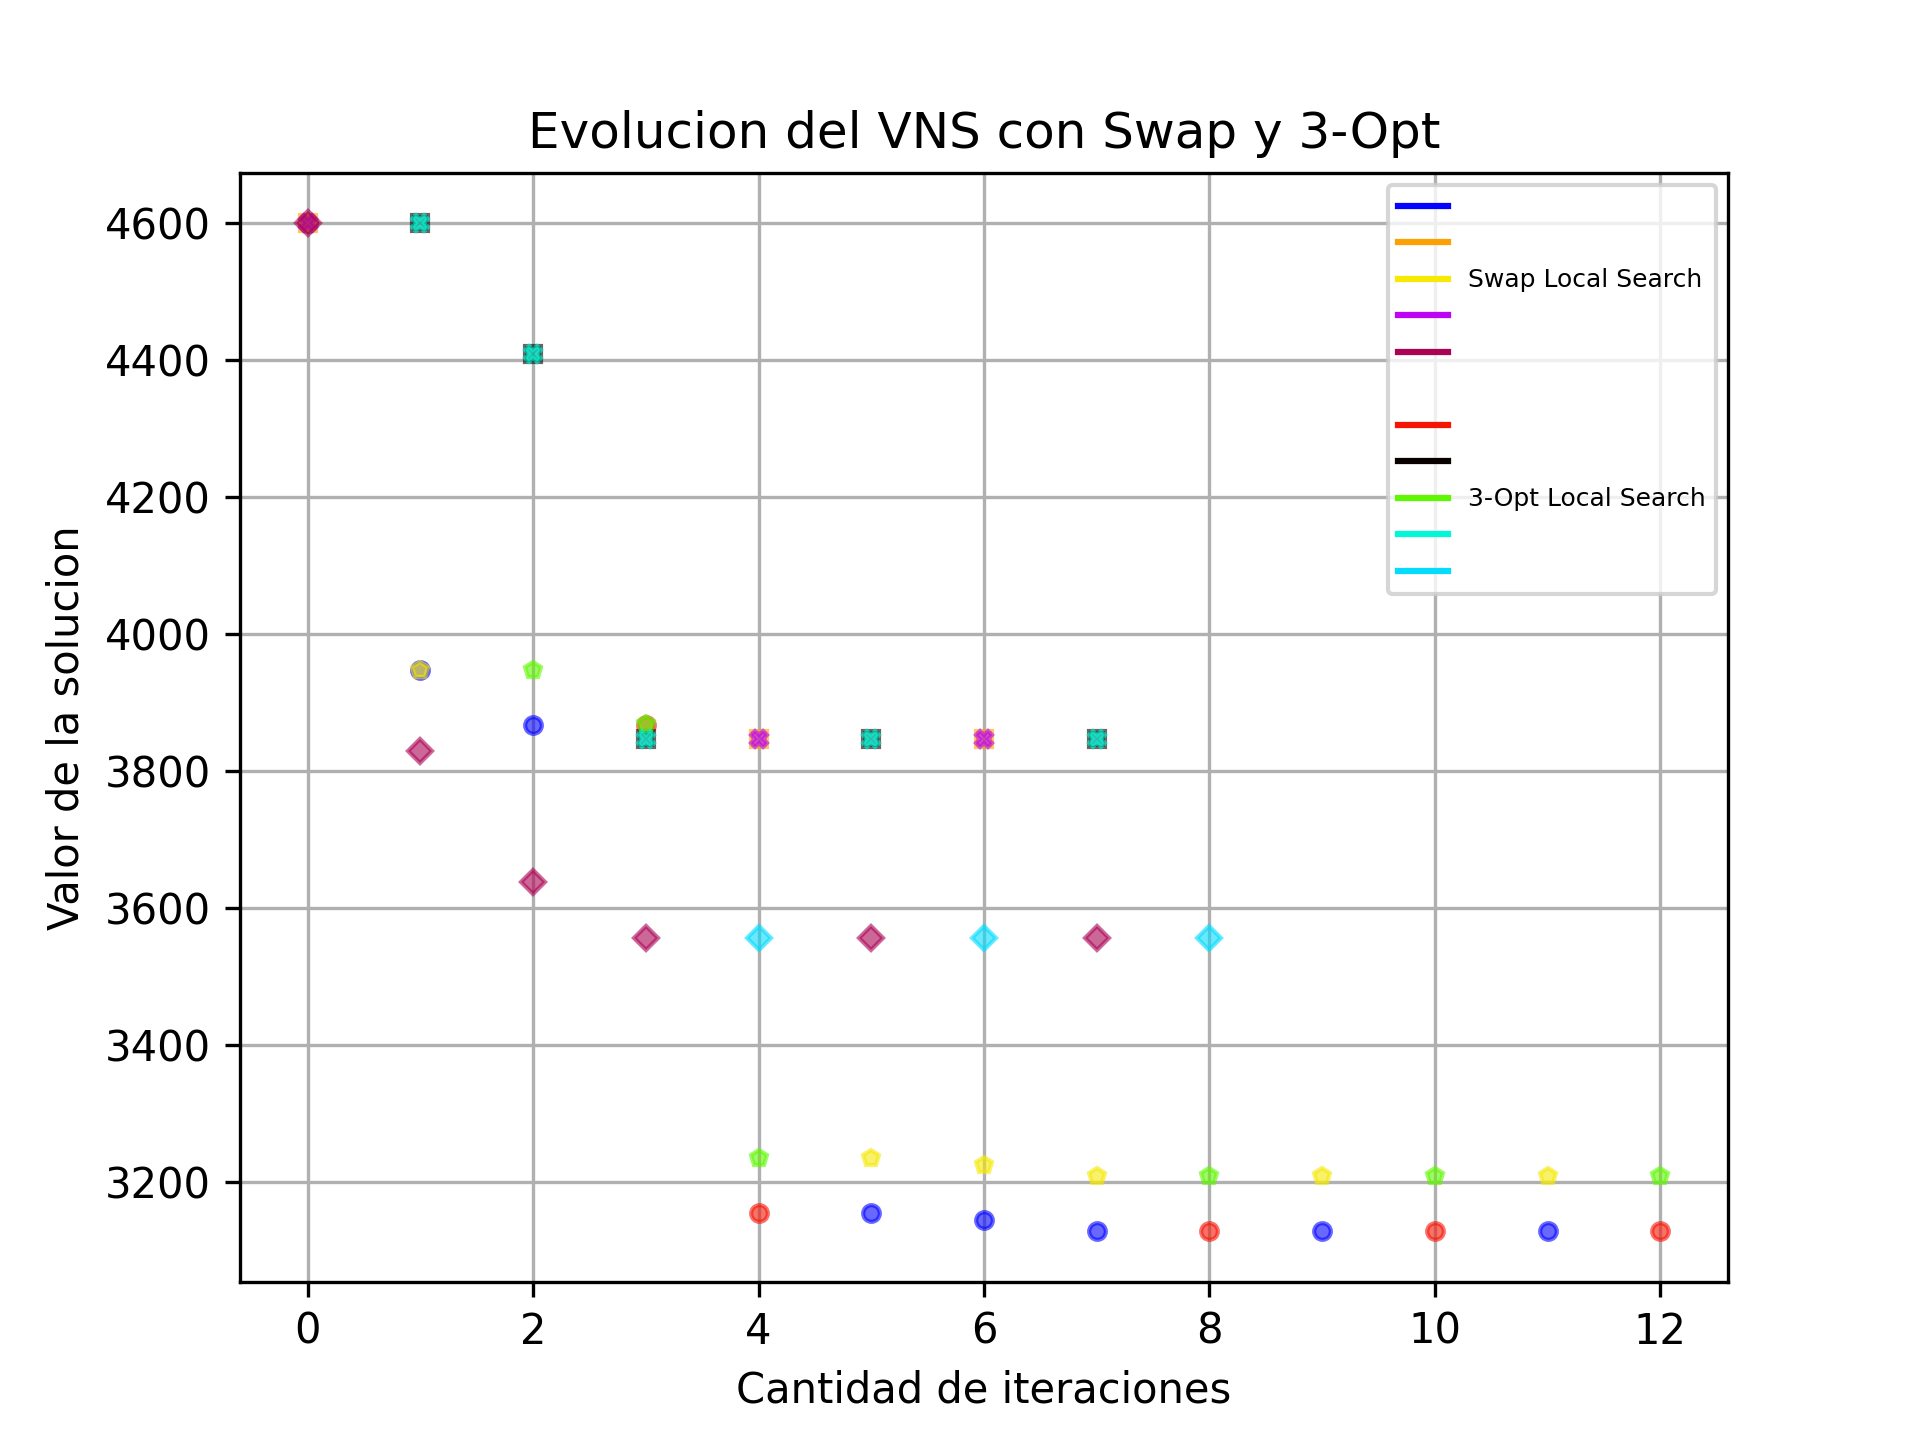 Evolucion del VNS con Swap y 3-Opt
4600
4400
4200
4000
3800
3600
3400
3200
Valor de la solucion
Swap Local Search
3-Opt Local Search
0 2 4 6 8 10 12
Cantidad de iteraciones